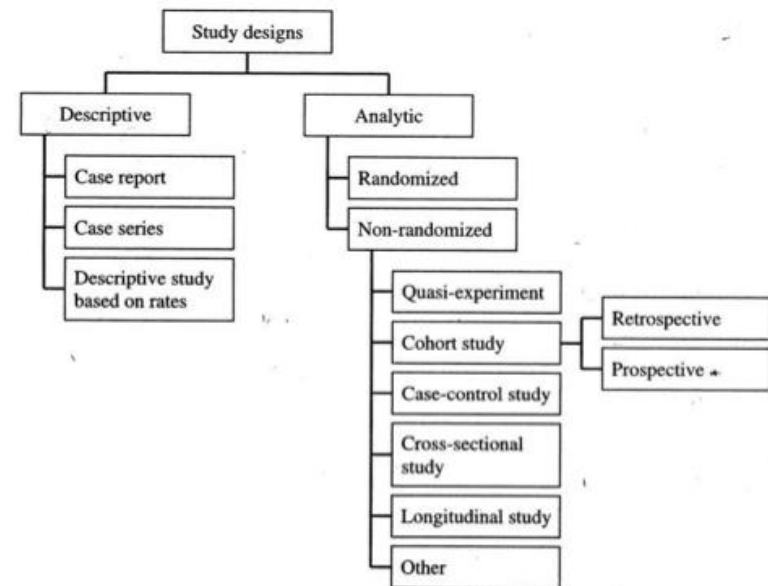 Study designs
Descriptive
Analytic
Case report
Case series
Descriptive study
based on rates
Randomized
Non-randomized
Quasi-experiment
Cohort study
Retrospective
Prospective
Case-control study
Cross-sectional
study
Longitudinal study
Other